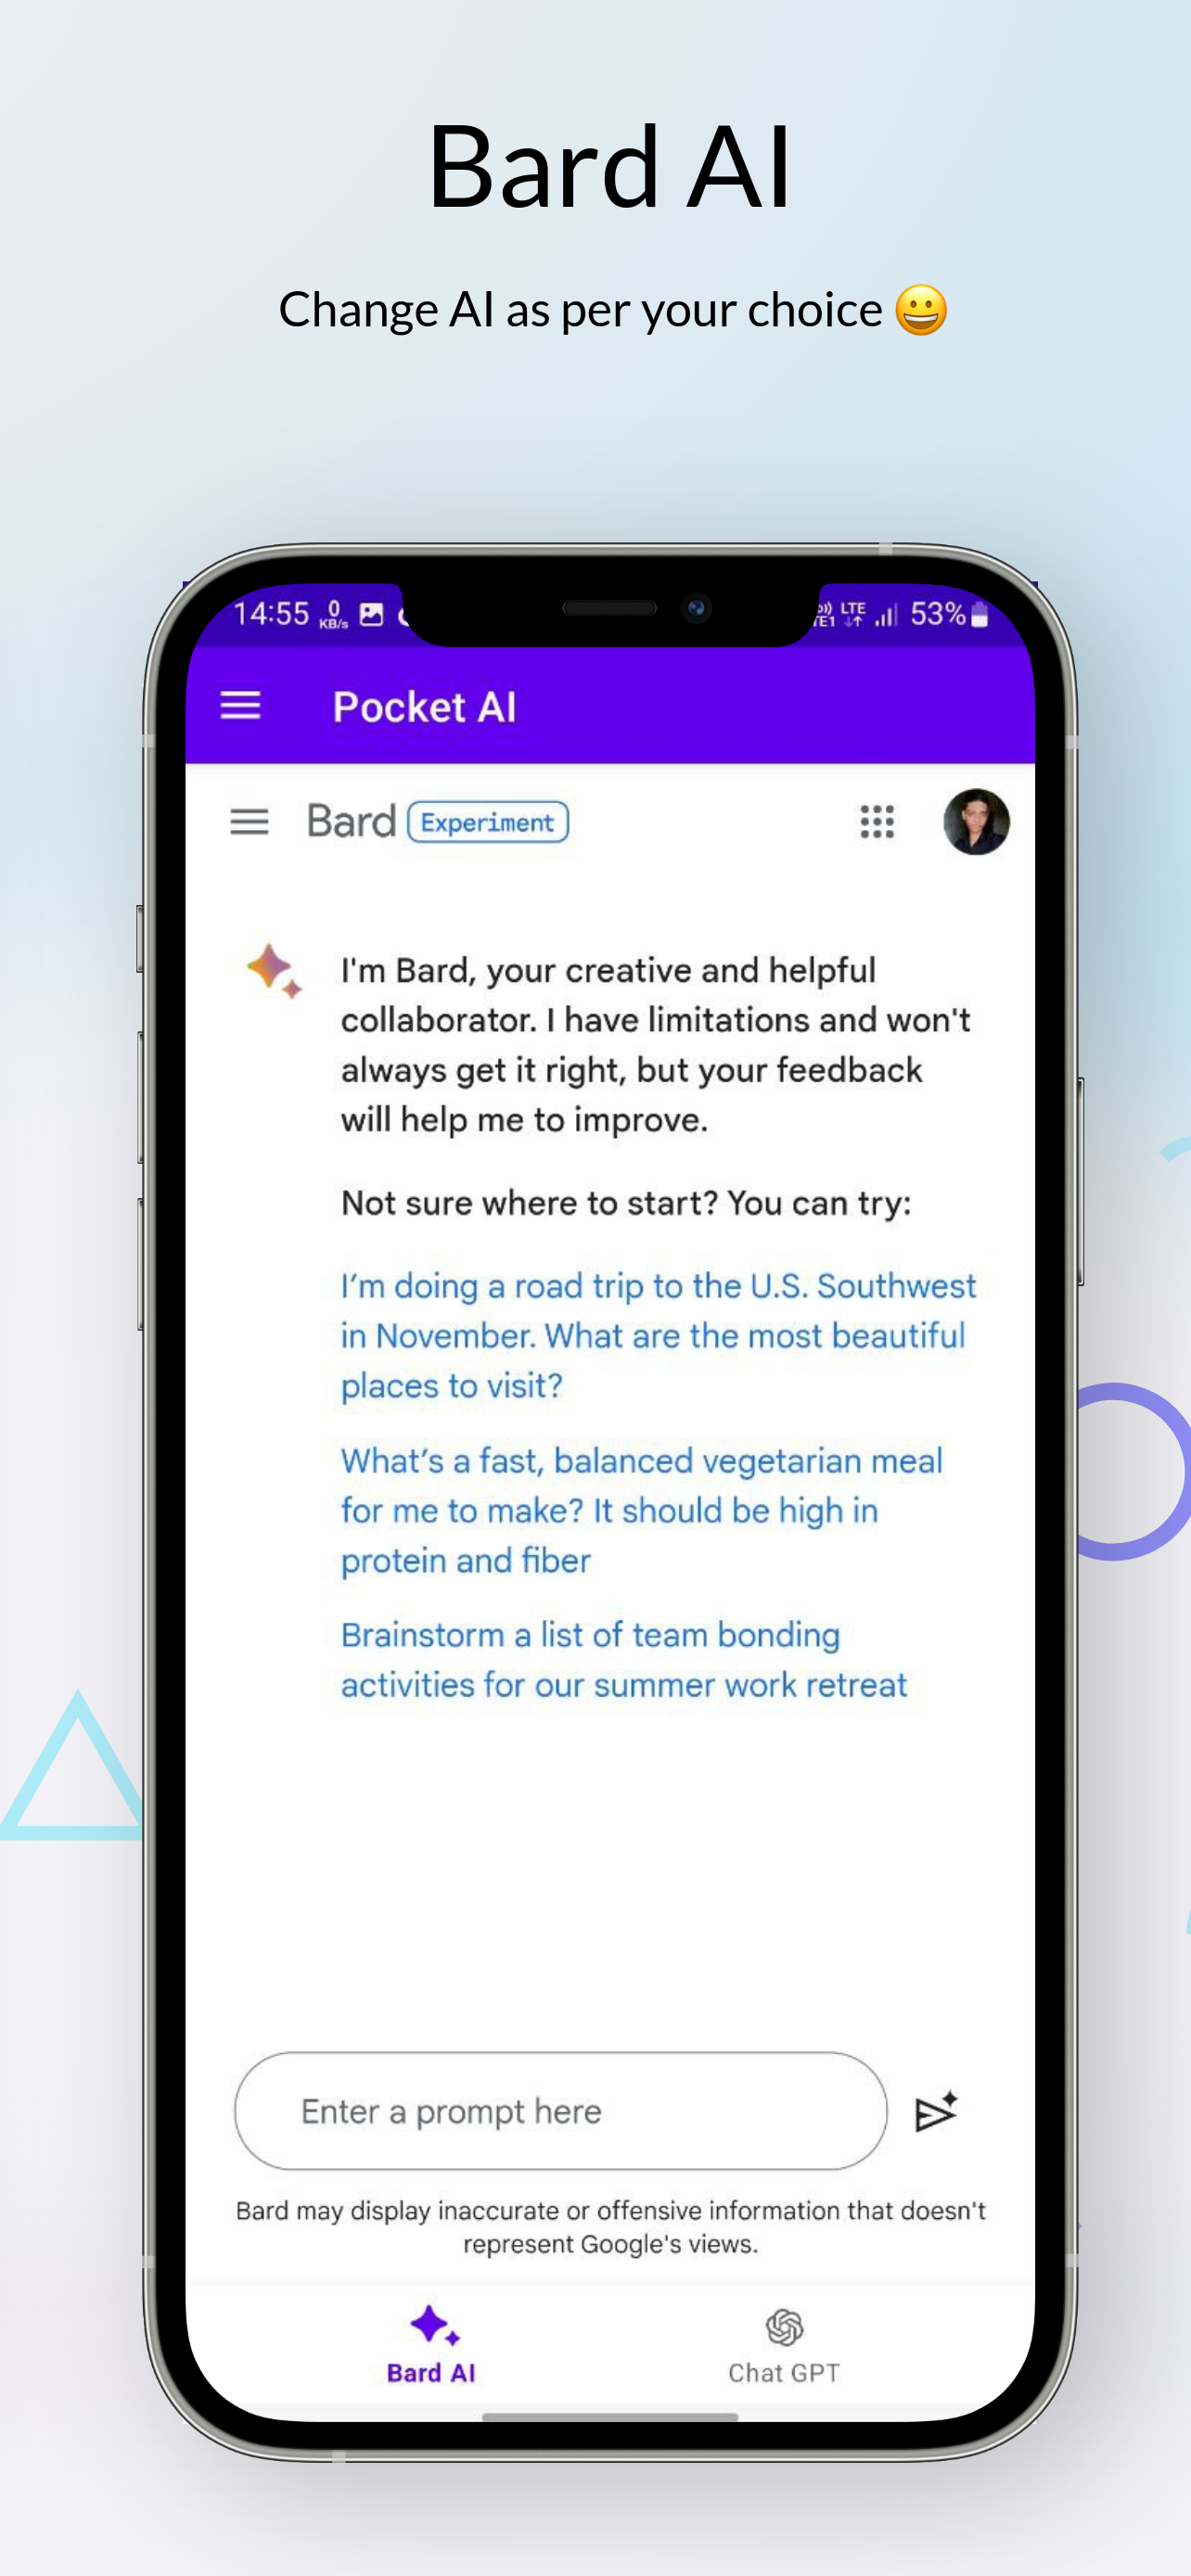 Bard AI
Change AI as per your choice 😀
14:55 0 KB/s LTE 53%
Pocket AI
Bard Experiment
I'm Bard, your creative and helpful
collaborator. I have limitations and won't
always get it right, but your feedback
will help me to improve.
Not sure where to start? You can try:
I’m doing a road trip to the U.S. Southwest
in November. What are the most beautiful
places to visit?
What’s a fast, balanced vegetarian meal
for me to make? It should be high in
protein and fiber
Brainstorm a list of team bonding
activities for our summer work retreat
Enter a prompt here
Bard may display inaccurate or offensive information that doesn't
represent Google's views.
Bard AI Chat GPT